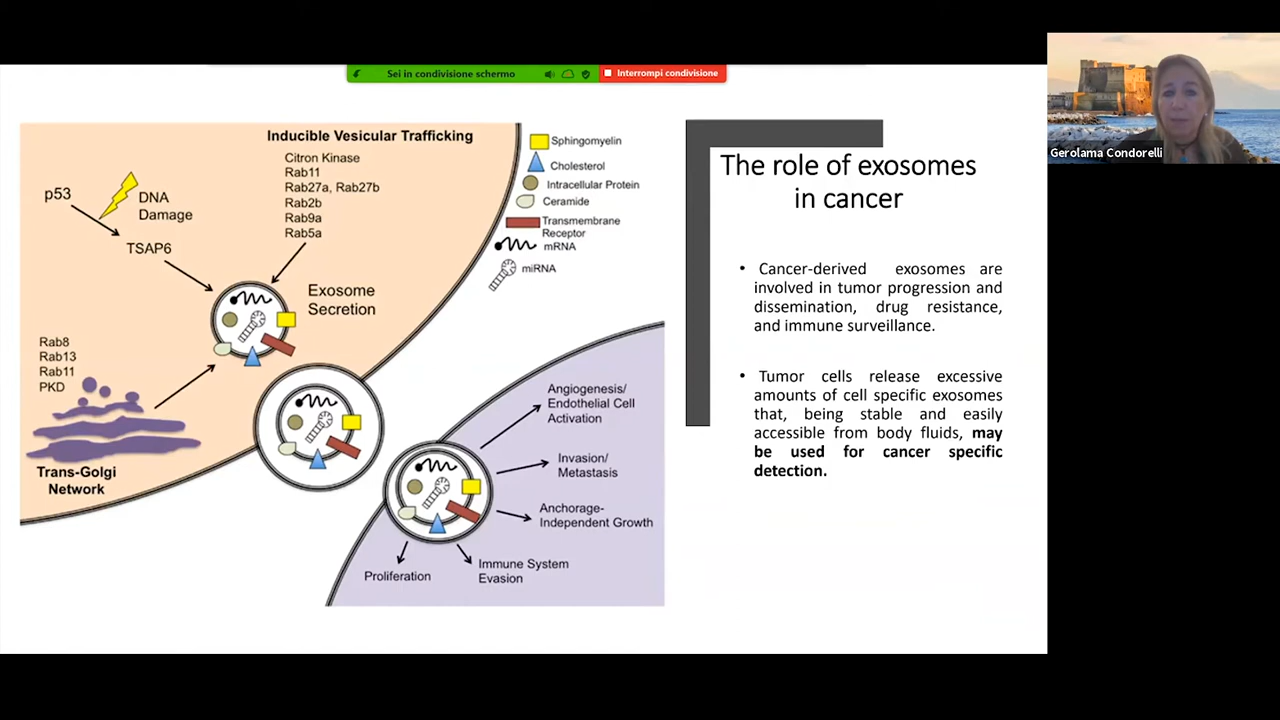 Sei in condivisione schermo
Interrompi condivisione
Gerolama Condorelli
Inducible Vesicular Trafficking
Citron Kinase
Rab11
Rab27a, Rab27b
Rab2b
Rab9a
Rab5a
p53
DNA
Damage
TSAP6
Exosome
Secretion
Rab8
Rab13
Rab11
PKD
Trans-Golgi
Network
Sphingomyelin
Cholesterol
Intracellular Protein
Ceramide
Transmembrane
Receptor
mRNA
miRNA
Angiogenesis/
Endothelial Cell
Activation
Invasion/
Metastasis
Anchorage-
Independent Growth
Immune System
Evasion
Proliferation
The role of exosomes
in cancer
• Cancer-derived exosomes are
involved in tumor progression and
dissemination, drug resistance,
and immune surveillance.
• Tumor cells release excessive
amounts of cell specific exosomes
that, being stable and easily
accessible from body fluids, may
be used for cancer specific
detection.